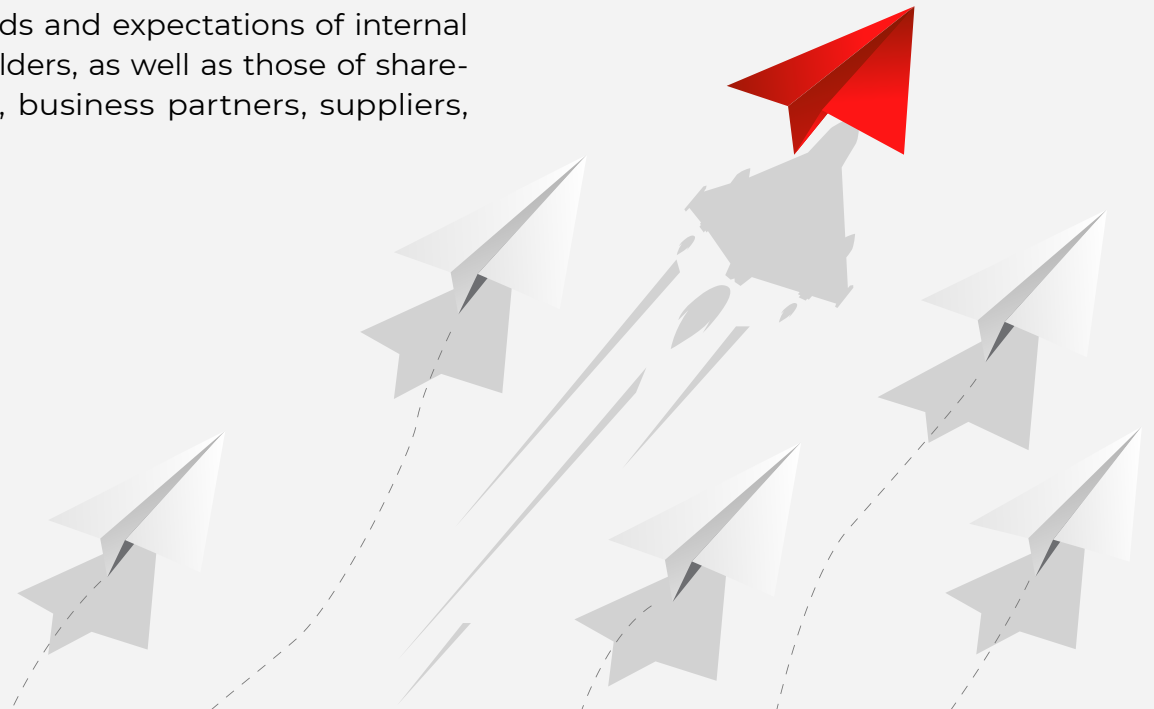 ds and expectations of internal
lders, as well as those of share-
, business partners, suppliers,